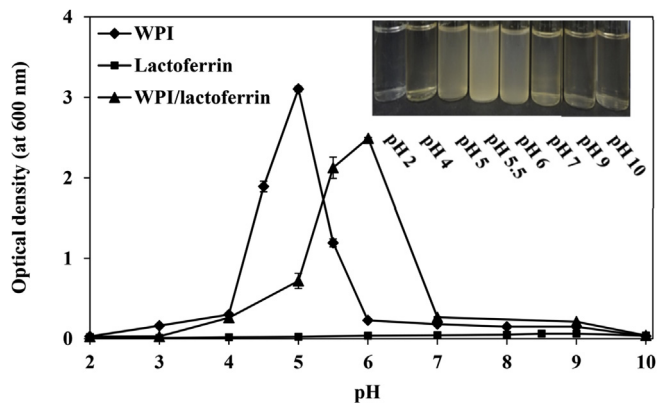 4
3
2
1
0
Optical density (at 600 nm)
WPI
Lactoferrin
WPI/lactoferrin
pH 2
pH 4
pH 5
pH 5.5
pH 6
pH 7
pH 9
pH 10
2 3 4 5 6 7 8 9 10
pH